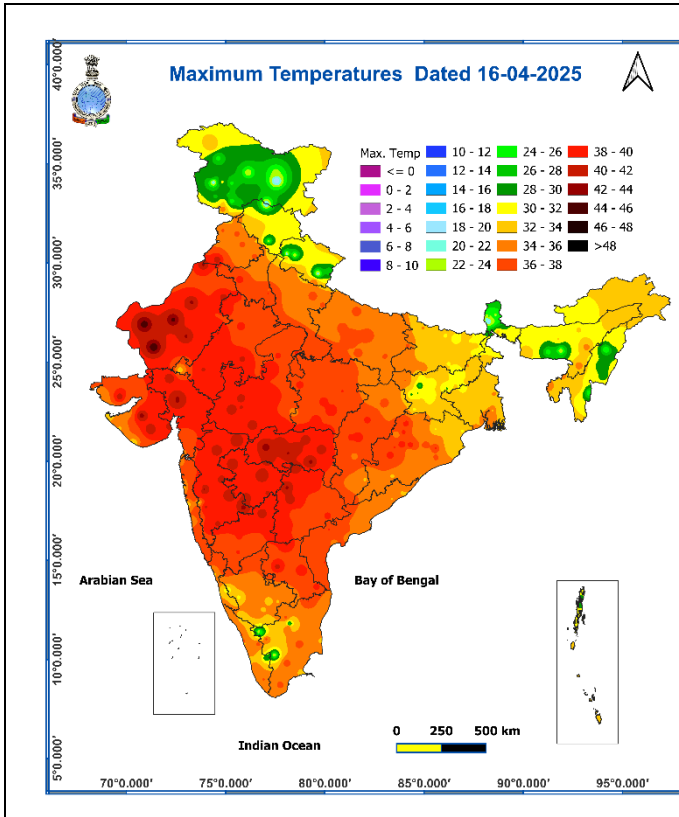 Maximum Temperatures Dated 16-04-2025
Max. Temp
<= 0
0 - 2
2 - 4
4 - 6
6 - 8
8 - 10
10 - 12
12 - 14
14 - 16
16 - 18
18 - 20
20 - 22
22 - 24
24 - 26
26 - 28
28 - 30
30 - 32
32 - 34
34 - 36
36 - 38
38 - 40
40 - 42
42 - 44
44 - 46
46 - 48
>48
40°0.000'
35°0.000'
30°0.000'
25°0.000'
20°0.000'
15°0.000'
10°0.000'
5°0.000'
Arabian Sea
Bay of Bengal
Indian Ocean
0 250 500 km
70°0.000' 75°0.000' 80°0.000' 85°0.000' 90°0.000' 95°0.000'